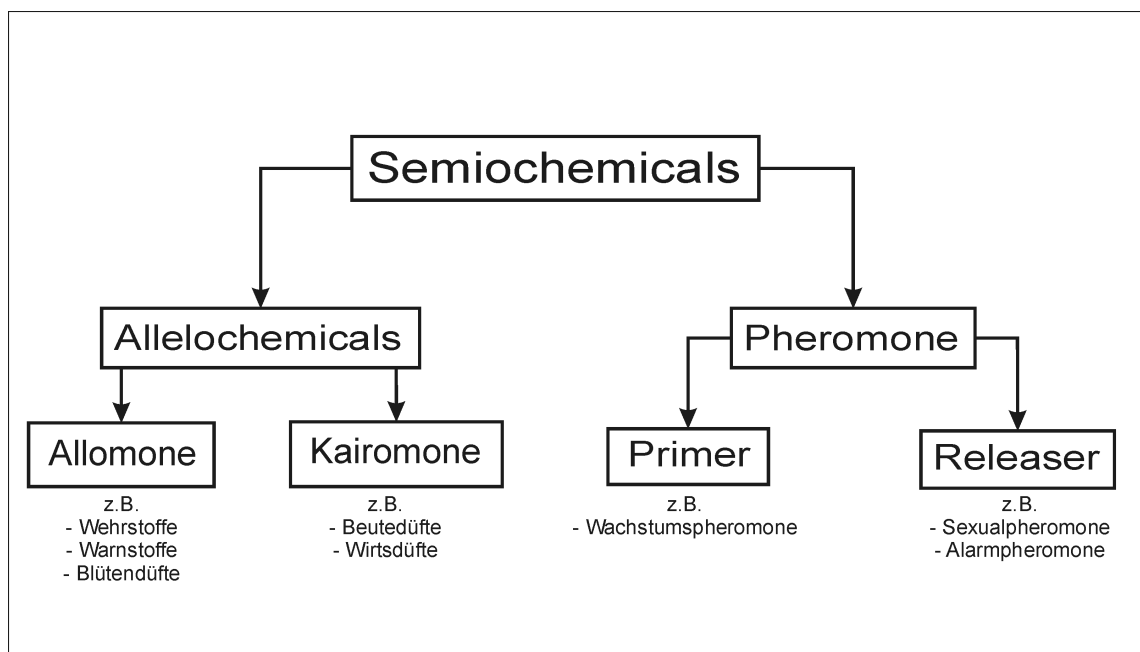 Semiochemicals
Allelochemicals
Pheromone
Allomone
z.B.
- Wehrstoffe
- Warnstoffe
- Blütendüfte
Kairomone
z.B.
- Beutedüfte
- Wirtsdüfte
Primer
z.B.
- Wachstumspheromone
Releaser
z.B.
- Sexualpheromone
- Alarmpheromone